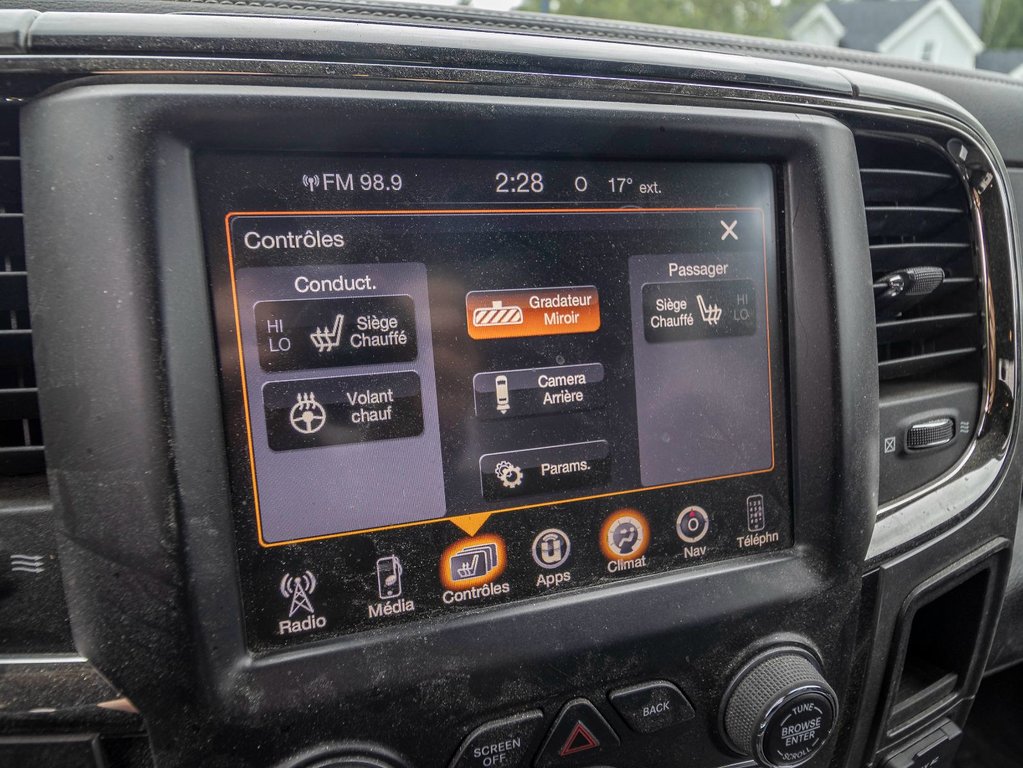 FM 98.9
2:28
O
17° ext.
Contrôles
X
Conduct.
HI
LO
Siège
Chauffé
Volant
chauf
Gradateur
Miroir
Camera
Arrière
Params.
Passager
Siège
Chauffé
HI
LO
Radio
Média
Contrôles
Apps
Climat
O
Nav
Téléphn
SCREEN
OFF
BACK
TUNE
BROWSE
ENTER
SCROLL